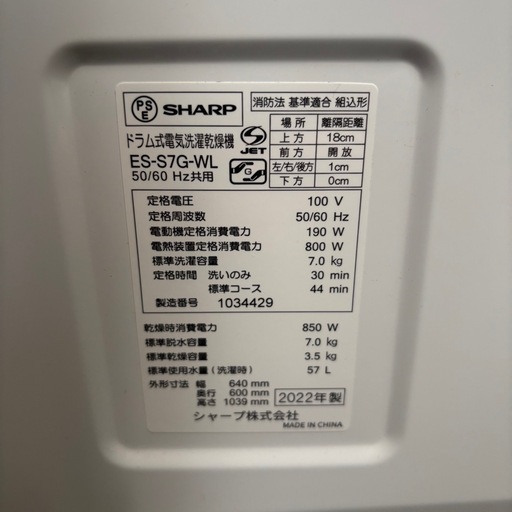 PSE SHARP
ドラム式電気洗濯乾燥機
ES-S7G-WL
50/60 Hz共用
JET
G
消防法 基準適合 組込形
場所 離隔距離
上方 18cm
前方 開放
左/右/後方 1cm
下方 0cm
定格電圧 100 V
定格周波数 50/60 Hz
電動機定格消費電力 190 W
電熱装置定格消費電力 800 W
標準洗濯容量 7.0 kg
定格時間 洗いのみ 30 min
標準コース 44 min
製造番号 1034429
乾燥時消費電力 850 W
標準脱水容量 7.0 kg
標準乾燥容量 3.5 kg
標準使用水量（洗濯時） 57 L
外形寸法 幅 640 mm
奥行 600 mm
高さ 1039 mm
2022年製
シャープ株式会社
MADE IN CHINA